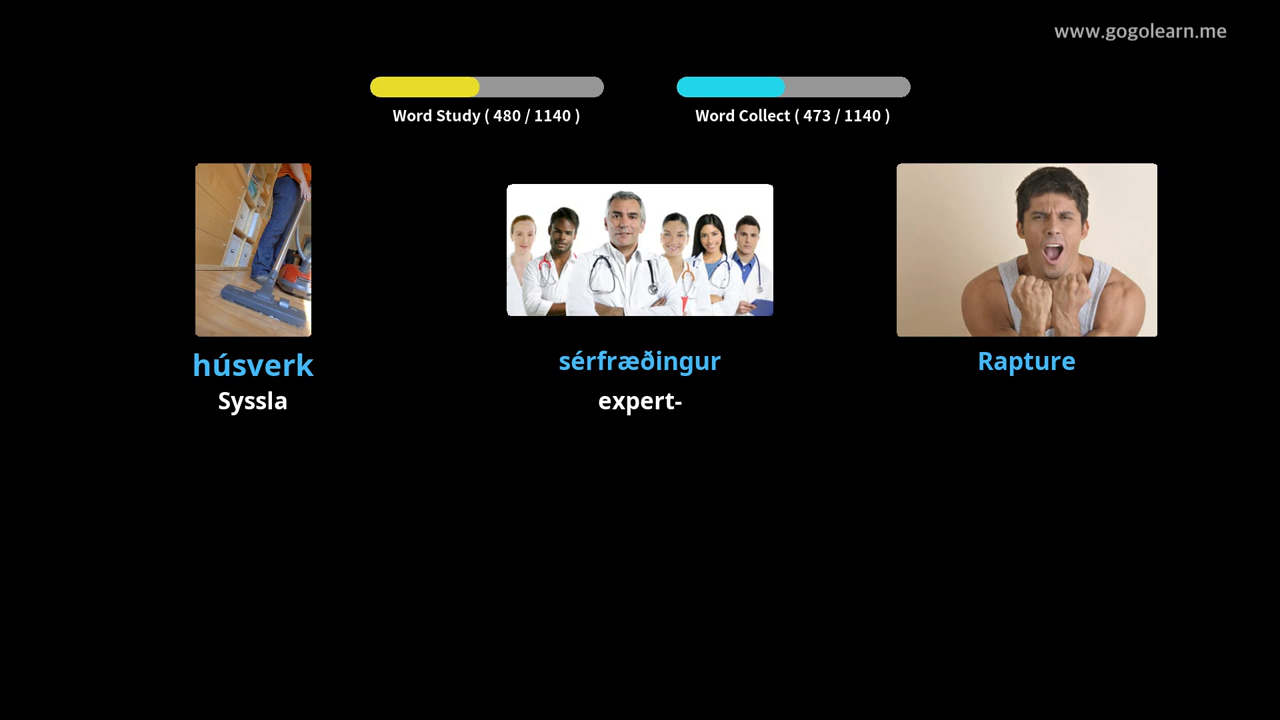 www.gogolearn.me
Word Study ( 480 / 1140 )
Word Collect ( 473 / 1140 )
húsverk
Syssla
sérfræðingur
expert-
Rapture